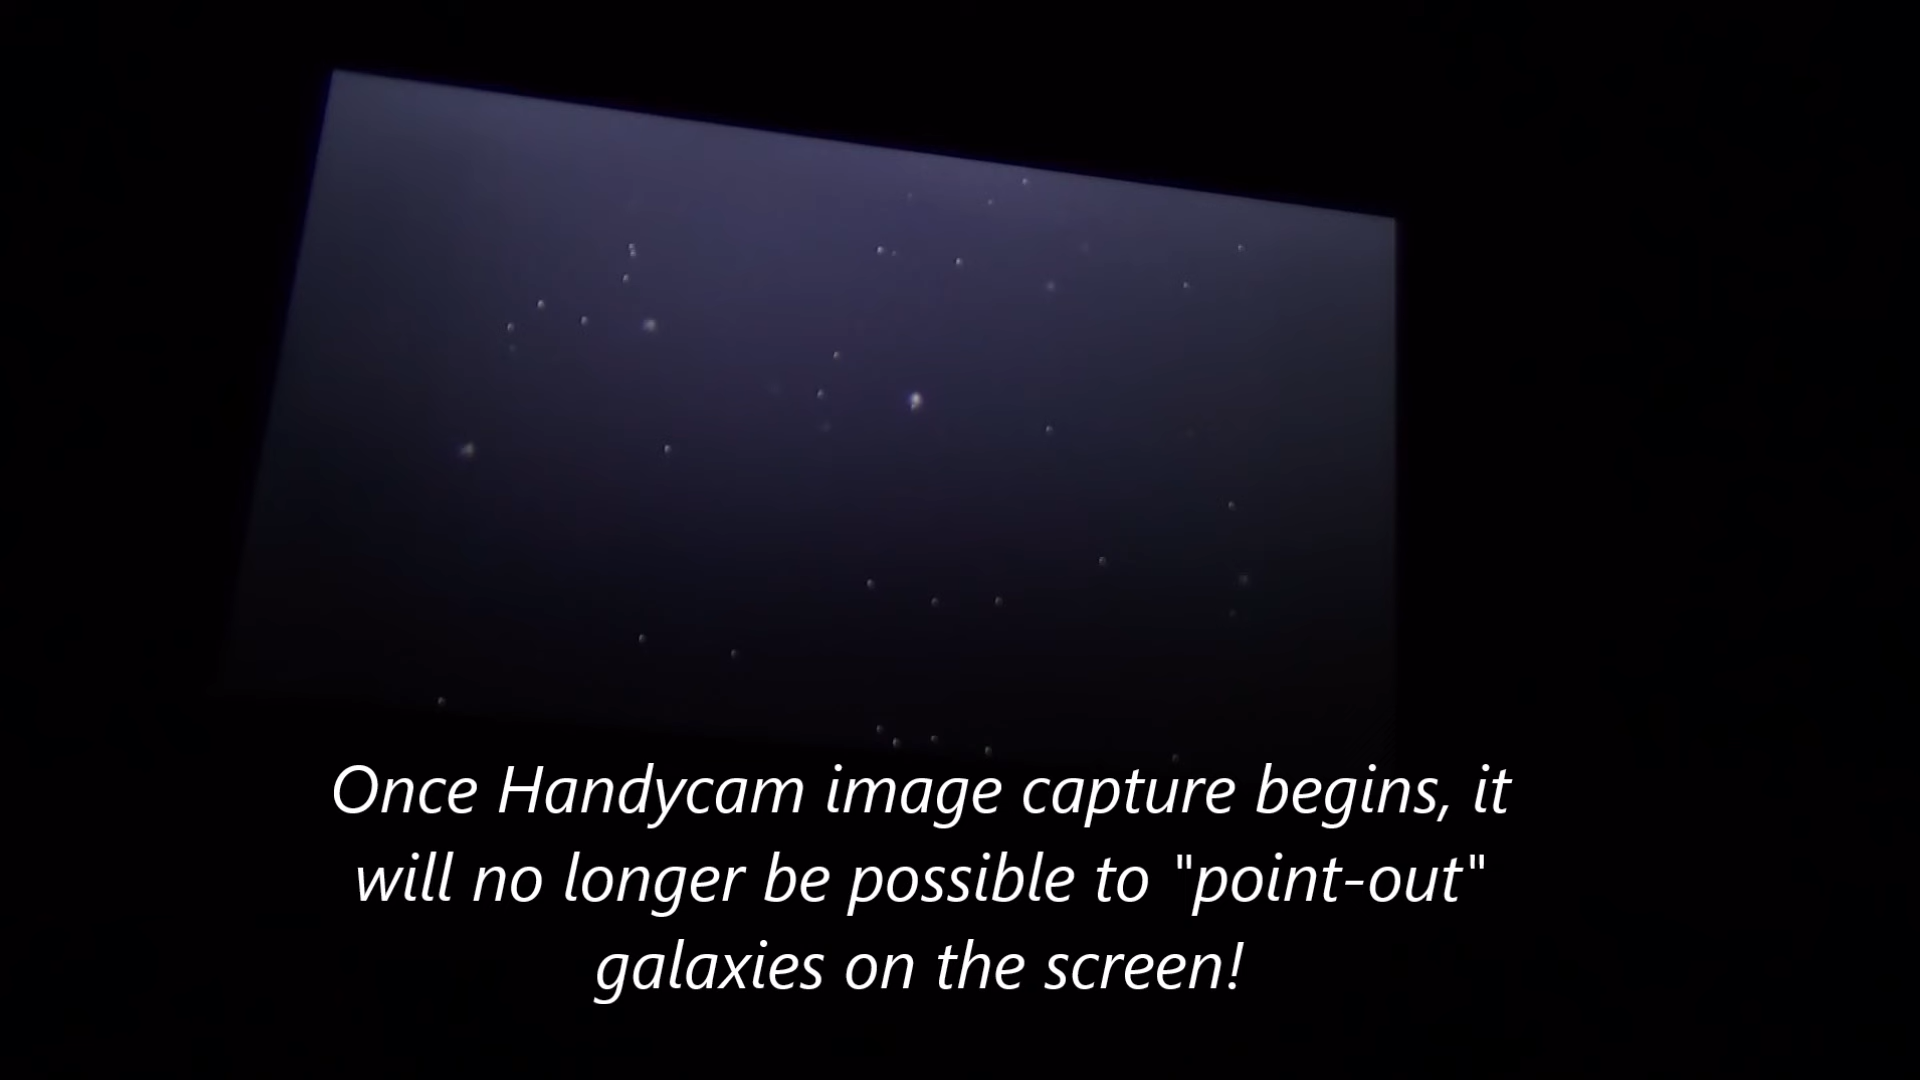 Once Handycam image capture begins, it
will no longer be possible to "point-out"
galaxies on the screen!